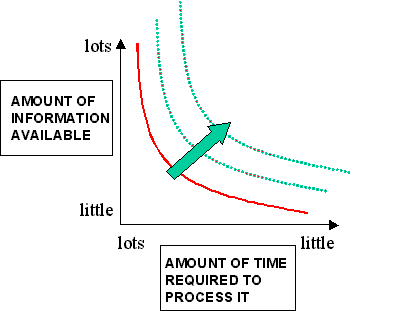 lots
AMOUNT OF
INFORMATION
AVAILABLE
little
lots
little
AMOUNT OF TIME
REQUIRED TO
PROCESS IT